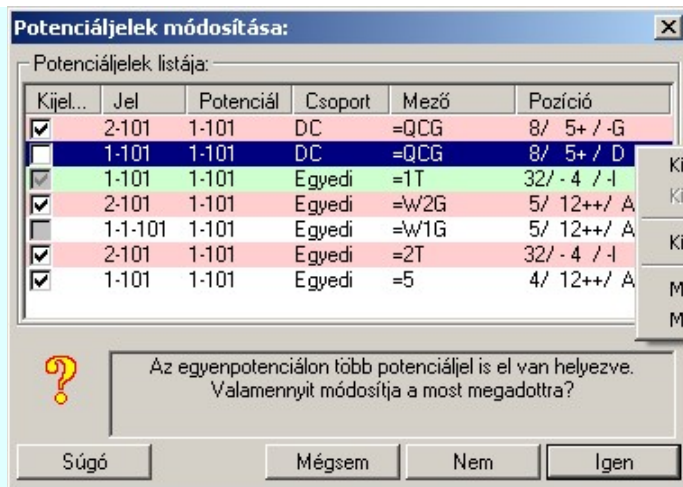 Potenciáljelek módosítása:
Potenciáljelek listája:
Kijel... Jel Potenciál Csoport Mező Pozíció
2-101 1-101 DC =QCG 8/ 5+ / -G
1-101 1-101 DC =QCG 8/ 5+ / D
1-101 1-101 Egyedi =1T 32/ - 4 / -I
2-101 1-101 Egyedi =W2G 5/ 12++/ A
1-1-101 1-101 Egyedi =W1G 5/ 12++/ A
2-101 1-101 Egyedi =2T 32/ - 4 / -I
1-101 1-101 Egyedi =5 4/ 12++/ A
Ki
Ki
Ki
M
M
Az egyenpotenciálon több potenciáljel is el van helyezve.
Valamennyit módosítja a most megadottra?
Súgó Mégsem Nem Igen